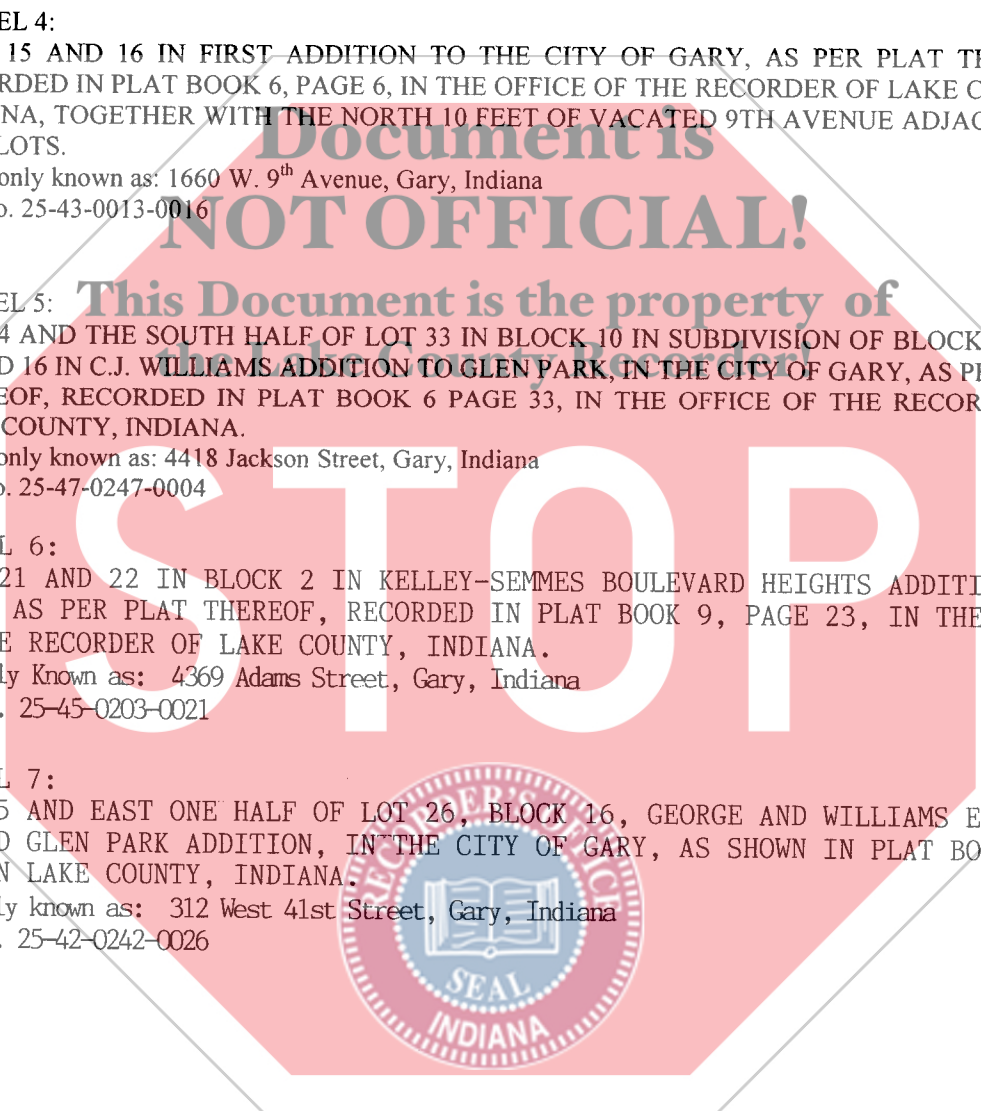 EL 4:
15 AND 16 IN FIRST ADDITION TO THE CITY OF GARY, AS PER PLAT TH
RDED IN PLAT BOOK 6, PAGE 6, IN THE OFFICE OF THE RECORDER OF LAKE C
NA, TOGETHER WITH THE NORTH 10 FEET OF VACATED 9TH AVENUE ADJAC
LOTS.
only known as: 1660 W. 9th Avenue, Gary, Indiana
o. 25-43-0013-0016
Document is
NOT OFFICIAL!
This Document is the property of
the Lake County Recorder!
EL 5:
4 AND THE SOUTH HALF OF LOT 33 IN BLOCK 10 IN SUBDIVISION OF BLOCK
D 16 IN C.J. WILLIAMS ADDITION TO GLEN PARK, IN THE CITY OF GARY, AS PE
EOF, RECORDED IN PLAT BOOK 6 PAGE 33, IN THE OFFICE OF THE RECOR
COUNTY, INDIANA.
only known as: 4418 Jackson Street, Gary, Indiana
o. 25-47-0247-0004
STOP
L 6:
21 AND 22 IN BLOCK 2 IN KELLEY-SEMMES BOULEVARD HEIGHTS ADDITI
AS PER PLAT THEREOF, RECORDED IN PLAT BOOK 9, PAGE 23, IN THE
E RECORDER OF LAKE COUNTY, INDIANA.
ly Known as: 4369 Adams Street, Gary, Indiana
. 25-45-0203-0021
L 7:
5 AND EAST ONE HALF OF LOT 26, BLOCK 16, GEORGE AND WILLIAMS E
D GLEN PARK ADDITION, IN THE CITY OF GARY, AS SHOWN IN PLAT BO
N LAKE COUNTY, INDIANA.
ly known as: 312 West 41st Street, Gary, Indiana
. 25-42-0242-0026
RECORDER'S OFFICE
SEAL
INDIANA